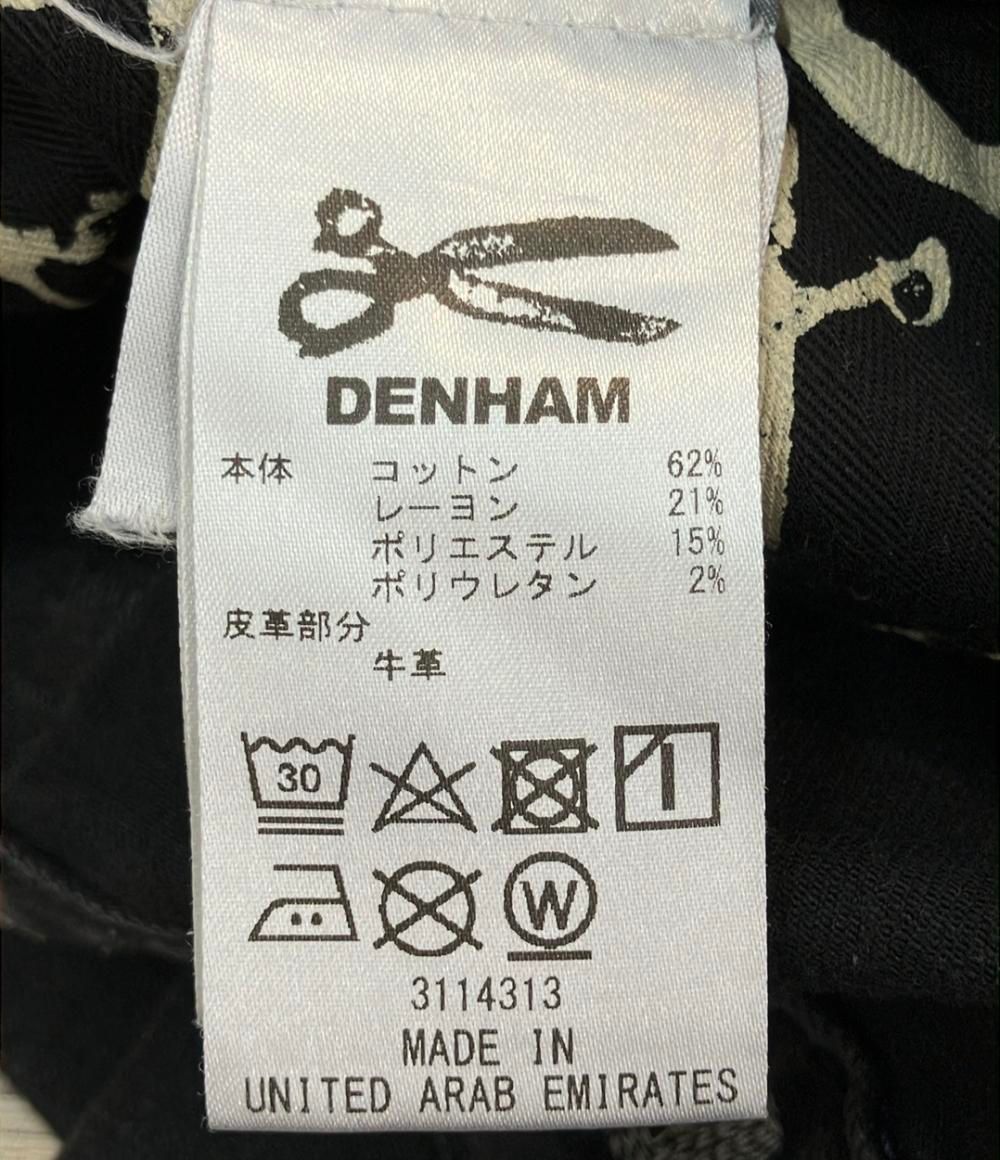 DENHAM
本体 コットン 62%
レーヨン 21%
ポリエステル 15%
ポリウレタン 2%
皮革部分
牛革
30
W
3114313
MADE IN
UNITED ARAB EMIRATES